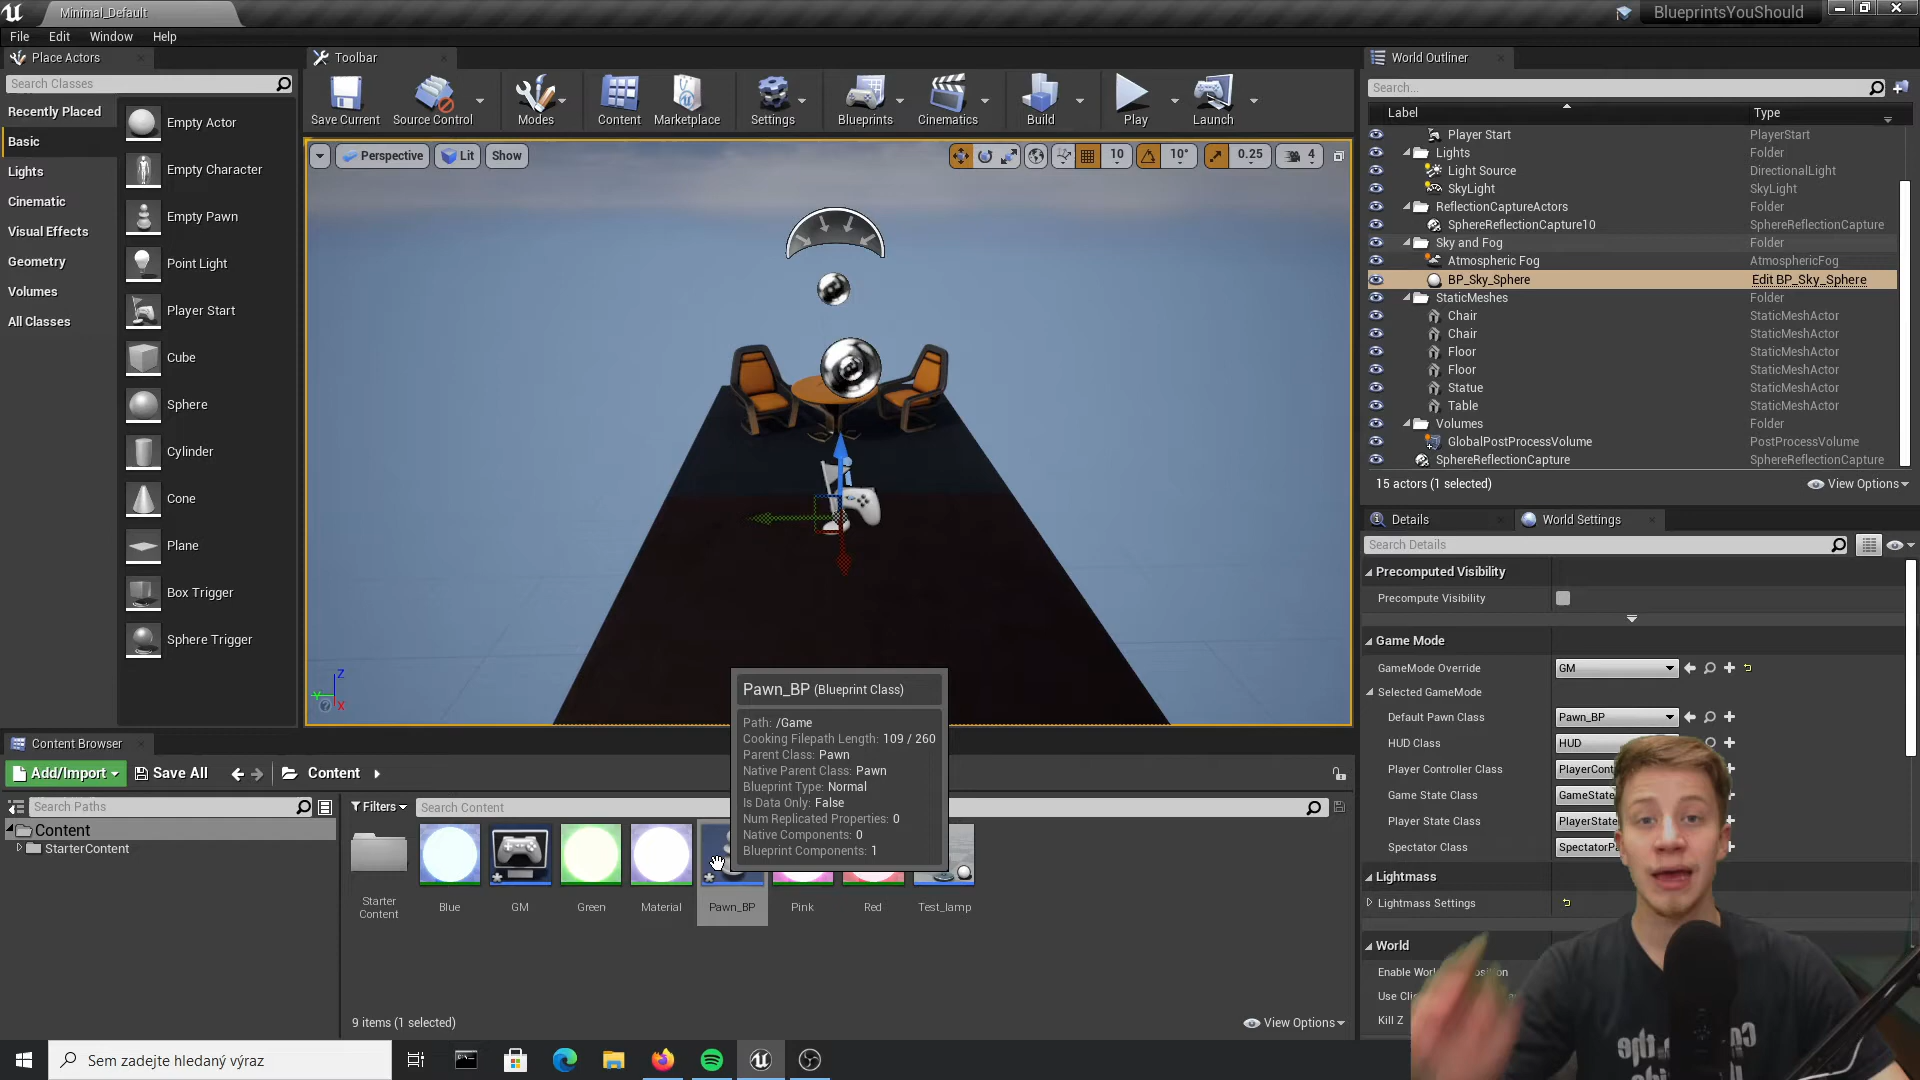 Minimal_Default
BlueprintsYouShould
File Edit Window Help
Place Actors
Search Classes
Recently Placed
Basic
Lights
Cinematic
Visual Effects
Geometry
Volumes
All Classes
Empty Actor
Empty Character
Empty Pawn
Point Light
Player Start
Cube
Sphere
Cylinder
Cone
Plane
Box Trigger
Sphere Trigger
Toolbar
Save Current
Source Control
Modes
Content
Marketplace
Settings
Blueprints
Cinematics
Build
Play
Launch
Perspective Lit Show
10 10° 0.25 4
Z
Y
X
World Outliner
Search...
Label Type
Player Start PlayerStart
Lights Folder
Light Source DirectionalLight
SkyLight SkyLight
ReflectionCaptureActors Folder
SphereReflectionCapture10 SphereReflectionCapture
Sky and Fog Folder
Atmospheric Fog AtmosphericFog
BP_Sky_Sphere Edit BP_Sky_Sphere
StaticMeshes Folder
Chair StaticMeshActor
Chair StaticMeshActor
Floor StaticMeshActor
Floor StaticMeshActor
Statue StaticMeshActor
Table StaticMeshActor
Volumes Folder
GlobalPostProcessVolume PostProcessVolume
SphereReflectionCapture SphereReflectionCapture
15 actors (1 selected)
View Options
Details World Settings
Search Details
Precomputed Visibility
Precompute Visibility
Game Mode
GameMode Override GM
Selected GameMode
Default Pawn Class Pawn_BP
HUD Class HUD
Player Controller Class PlayerCont
Game State Class GameState
Player State Class PlayerState
Spectator Class SpectatorP
Lightmass
Lightmass Settings
World
Kill Z
Content Browser
Add/Import Save All Content
Search Paths
Content
StarterContent
Filters
Search Content
Starter Content
Blue
GM
Green
Material
Pawn_BP
Pink
Red
Test_lamp
9 items (1 selected)
View Options
Pawn_BP (Blueprint Class)
Path: /Game
Cooking Filepath Length: 109 / 260
Parent Class: Pawn
Native Parent Class: Pawn
Blueprint Type: Normal
Is Data Only: False
Num Replicated Properties: 0
Native Components: 0
Blueprint Components: 1
Sem zadejte hledaný výraz